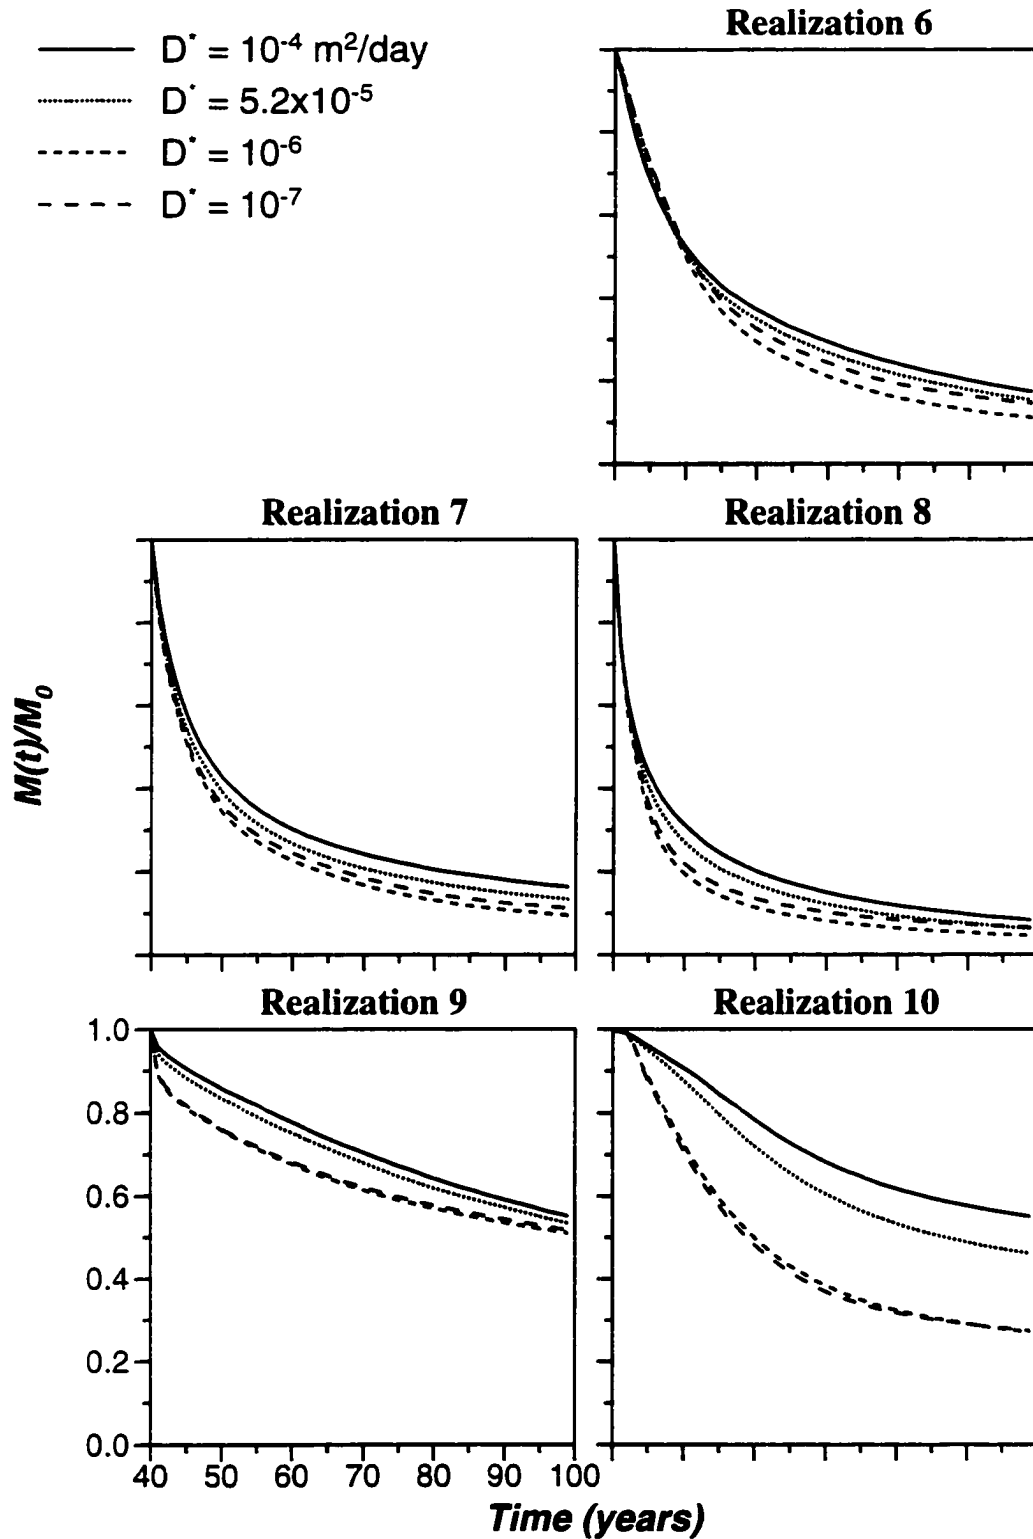 Realization 6
D* = 10-4 m2/day
D* = 5.2x10-5
D* = 10-6
D* = 10-7
Realization 7
Realization 8
M(t)/M0
Realization 9
Realization 10
1.0
0.8
0.6
0.4
0.2
0.0
40 50 60 70 80 90 100
Time (years)